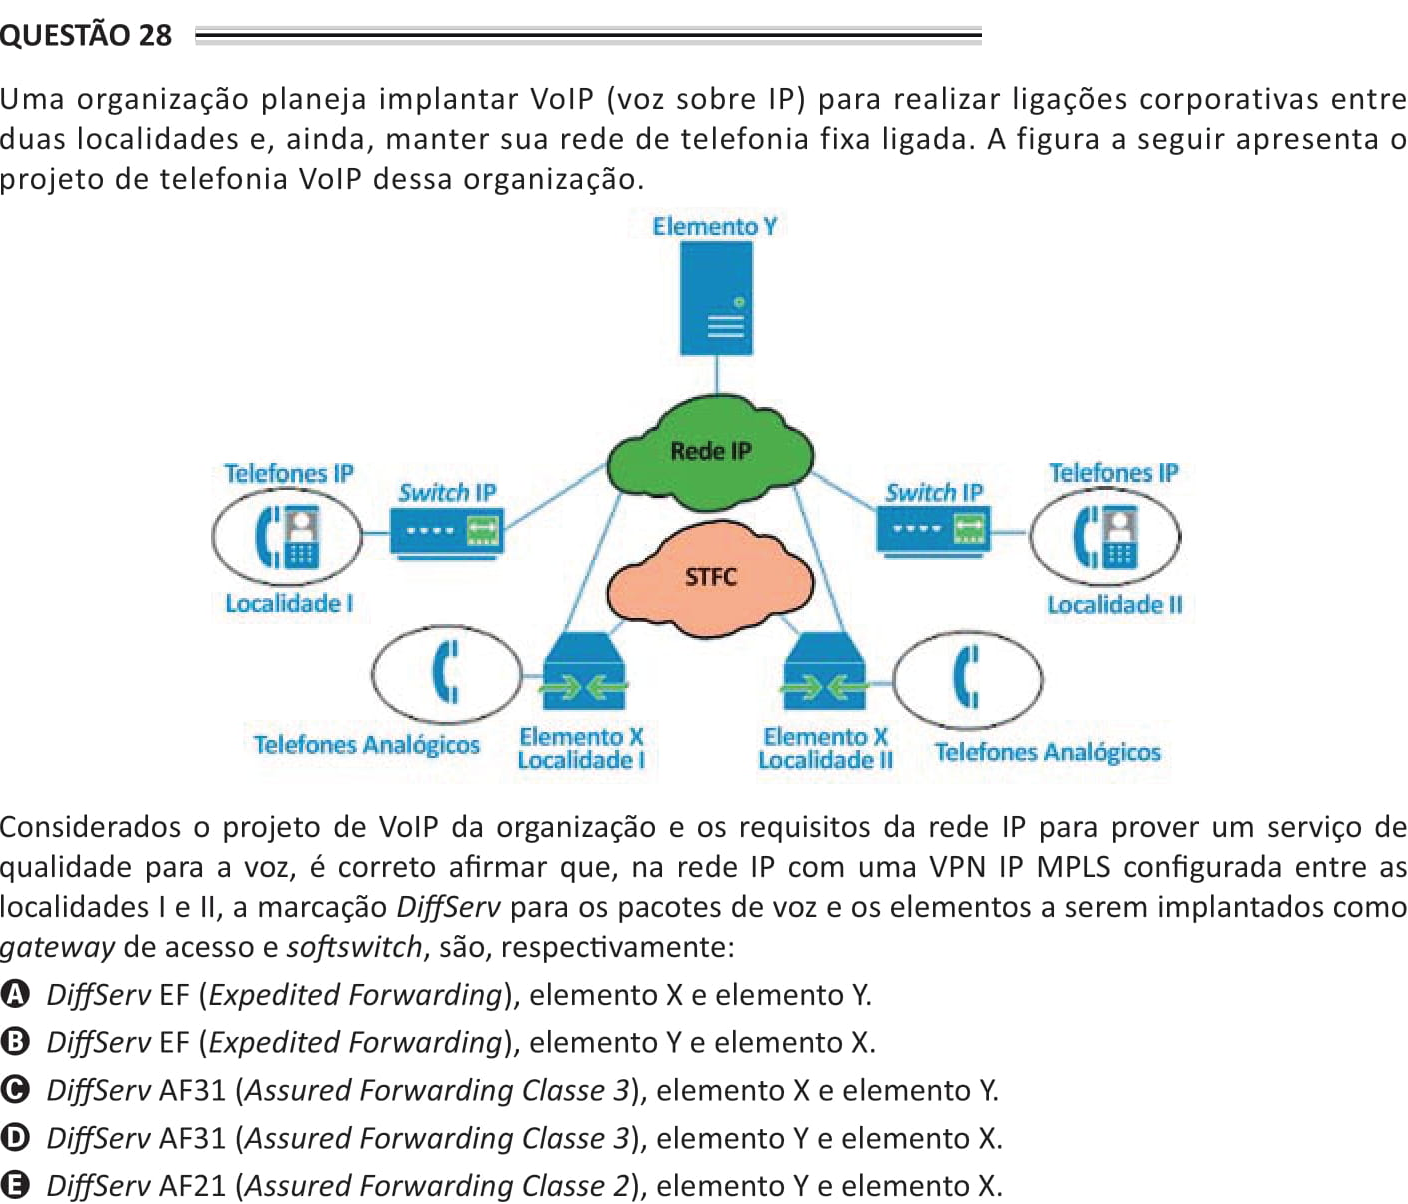 QUESTÃO 28
Uma organização planeja implantar VoIP (voz sobre IP) para realizar ligações corporativas entre
duas localidades e, ainda, manter sua rede de telefonia fixa ligada. A figura a seguir apresenta o
projeto de telefonia VoIP dessa organização.
Elemento Y
Rede IP
Telefones IP
Switch IP
Switch IP
Telefones IP
STFC
Localidade I
Localidade II
Telefones Analógicos
Elemento X
Localidade I
Elemento X
Localidade II
Telefones Analógicos
Considerados o projeto de VoIP da organização e os requisitos da rede IP para prover um serviço de
qualidade para a voz, é correto afirmar que, na rede IP com uma VPN IP MPLS configurada entre as
localidades I e II, a marcação DiffServ para os pacotes de voz e os elementos a serem implantados como
gateway de acesso e softswitch, são, respectivamente:
A DiffServ EF (Expedited Forwarding), elemento X e elemento Y.
B DiffServ EF (Expedited Forwarding), elemento Y e elemento X.
C DiffServ AF31 (Assured Forwarding Classe 3), elemento X e elemento Y.
D DiffServ AF31 (Assured Forwarding Classe 3), elemento Y e elemento X.
E DiffServ AF21 (Assured Forwarding Classe 2), elemento Y e elemento X.